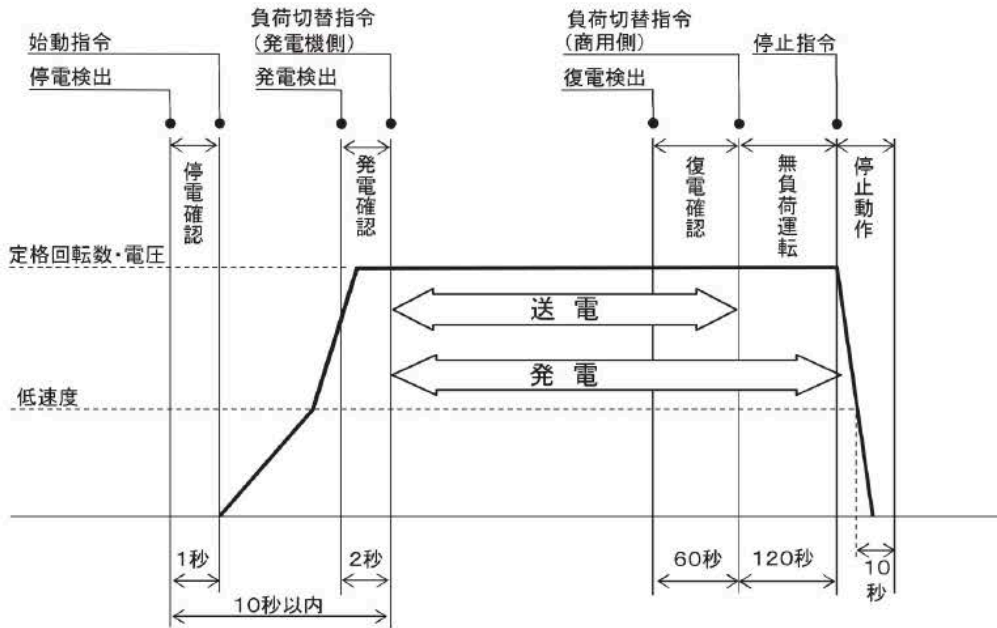 負荷切替指令
(発電機側)
負荷切替指令
(商用側)
始動指令
停止指令
停電検出
発電検出
復電検出
停電確認
発電確認
復電確認
無負荷運転
停止動作
定格回転数・電圧
送 電
発 電
低速度
1秒
2秒
60秒
120秒
10
秒
10秒以内